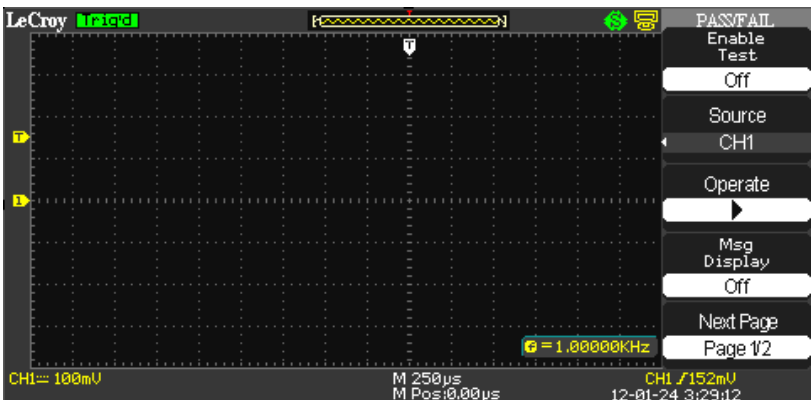 LeCroy Trig'd
T
T
1
f=1.00000KHz
CH1 100mV
M 250μs
M Pos:0.00μs
CH1 /152mV
12-01-24 3:29:12
PASS/FAIL
Enable
Test
Off
Source
CH1
Operate
Msg
Display
Off
Next Page
Page 1/2